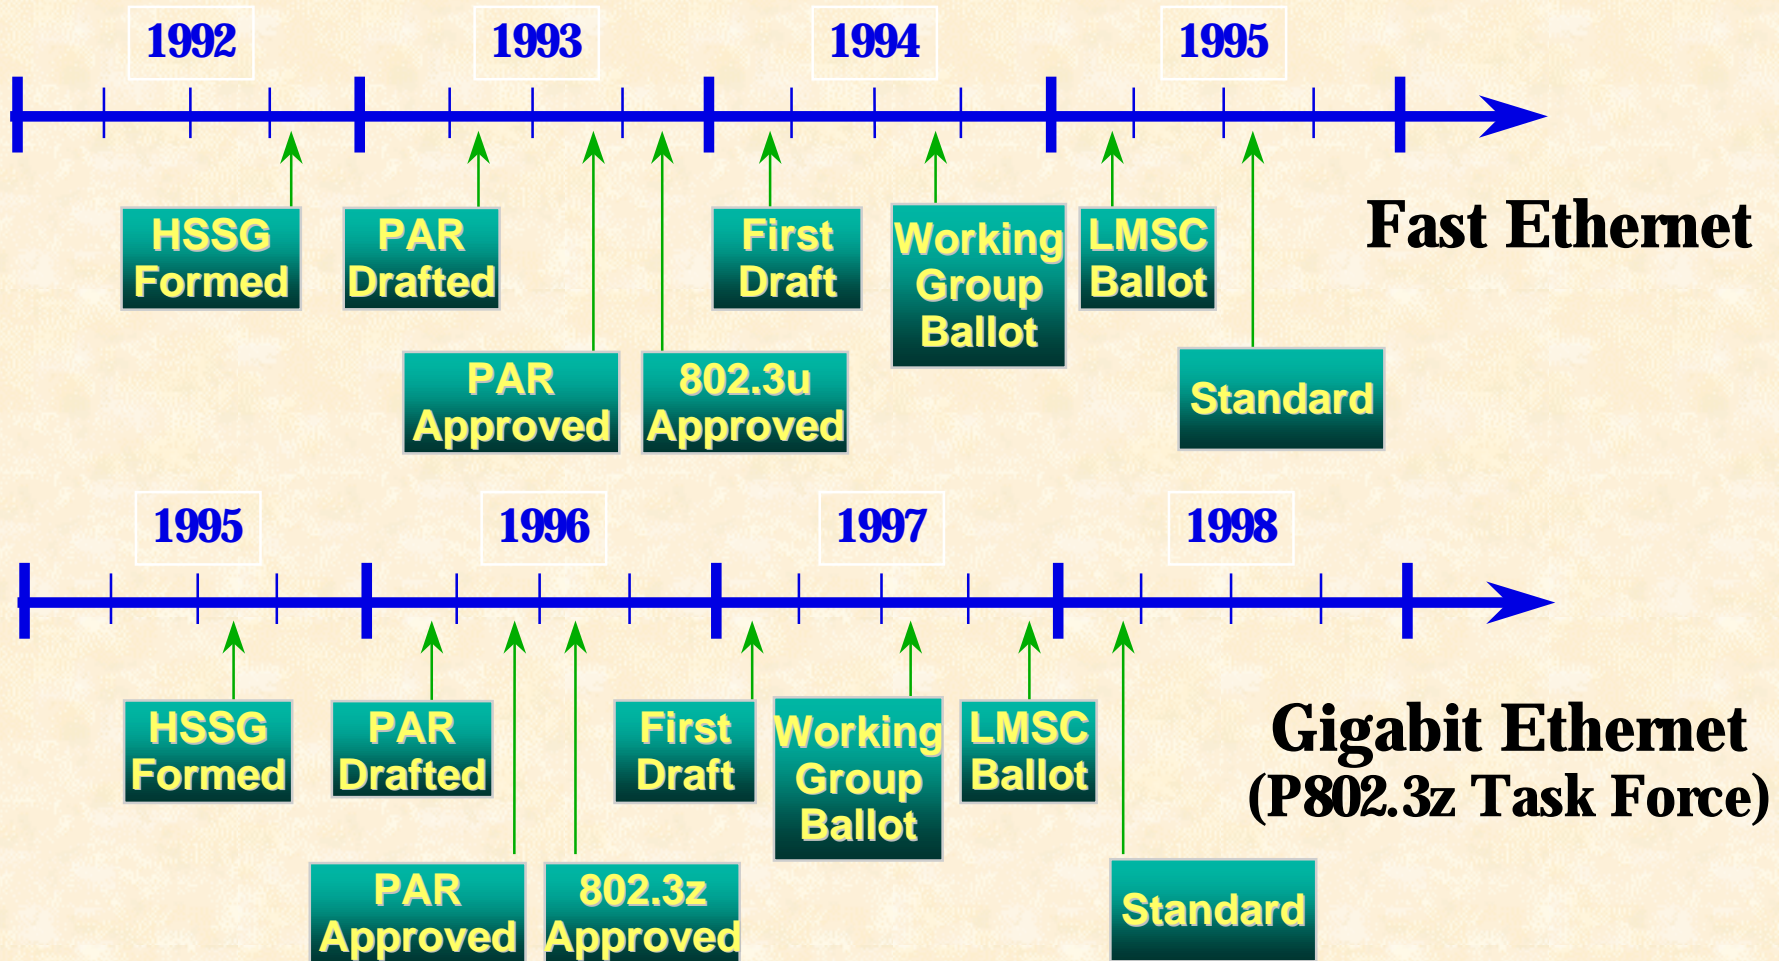 1992
1993
1994
1995
HSSG
Formed
PAR
Drafted
First
Draft
Working
Group
Ballot
LMSC
Ballot
Fast Ethernet
PAR
Approved
802.3u
Approved
Standard
1995
1996
1997
1998
HSSG
Formed
PAR
Drafted
First
Draft
Working
Group
Ballot
LMSC
Ballot
Gigabit Ethernet
(P802.3z Task Force)
PAR
Approved
802.3z
Approved
Standard